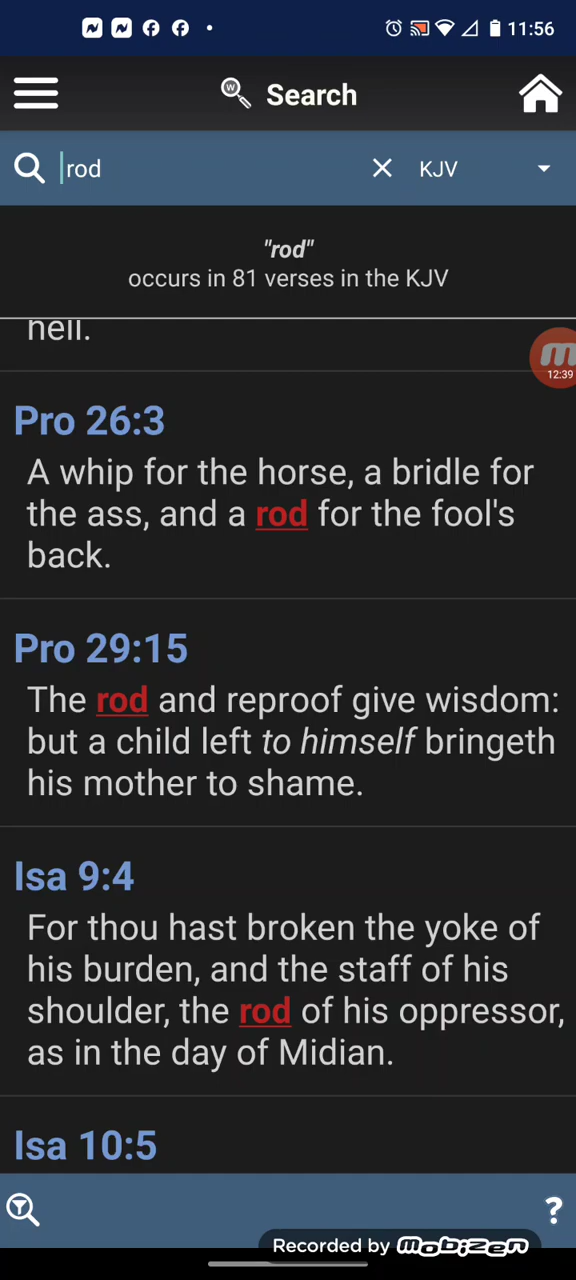 11:56
Search
rod
KJV
"rod"
occurs in 81 verses in the KJV
hell.
12:39
Pro 26:3
A whip for the horse, a bridle for
the ass, and a rod for the fool's
back.
Pro 29:15
The rod and reproof give wisdom:
but a child left to himself bringeth
his mother to shame.
Isa 9:4
For thou hast broken the yoke of
his burden, and the staff of his
shoulder, the rod of his oppressor,
as in the day of Midian.
Isa 10:5
?
Recorded by mobizen